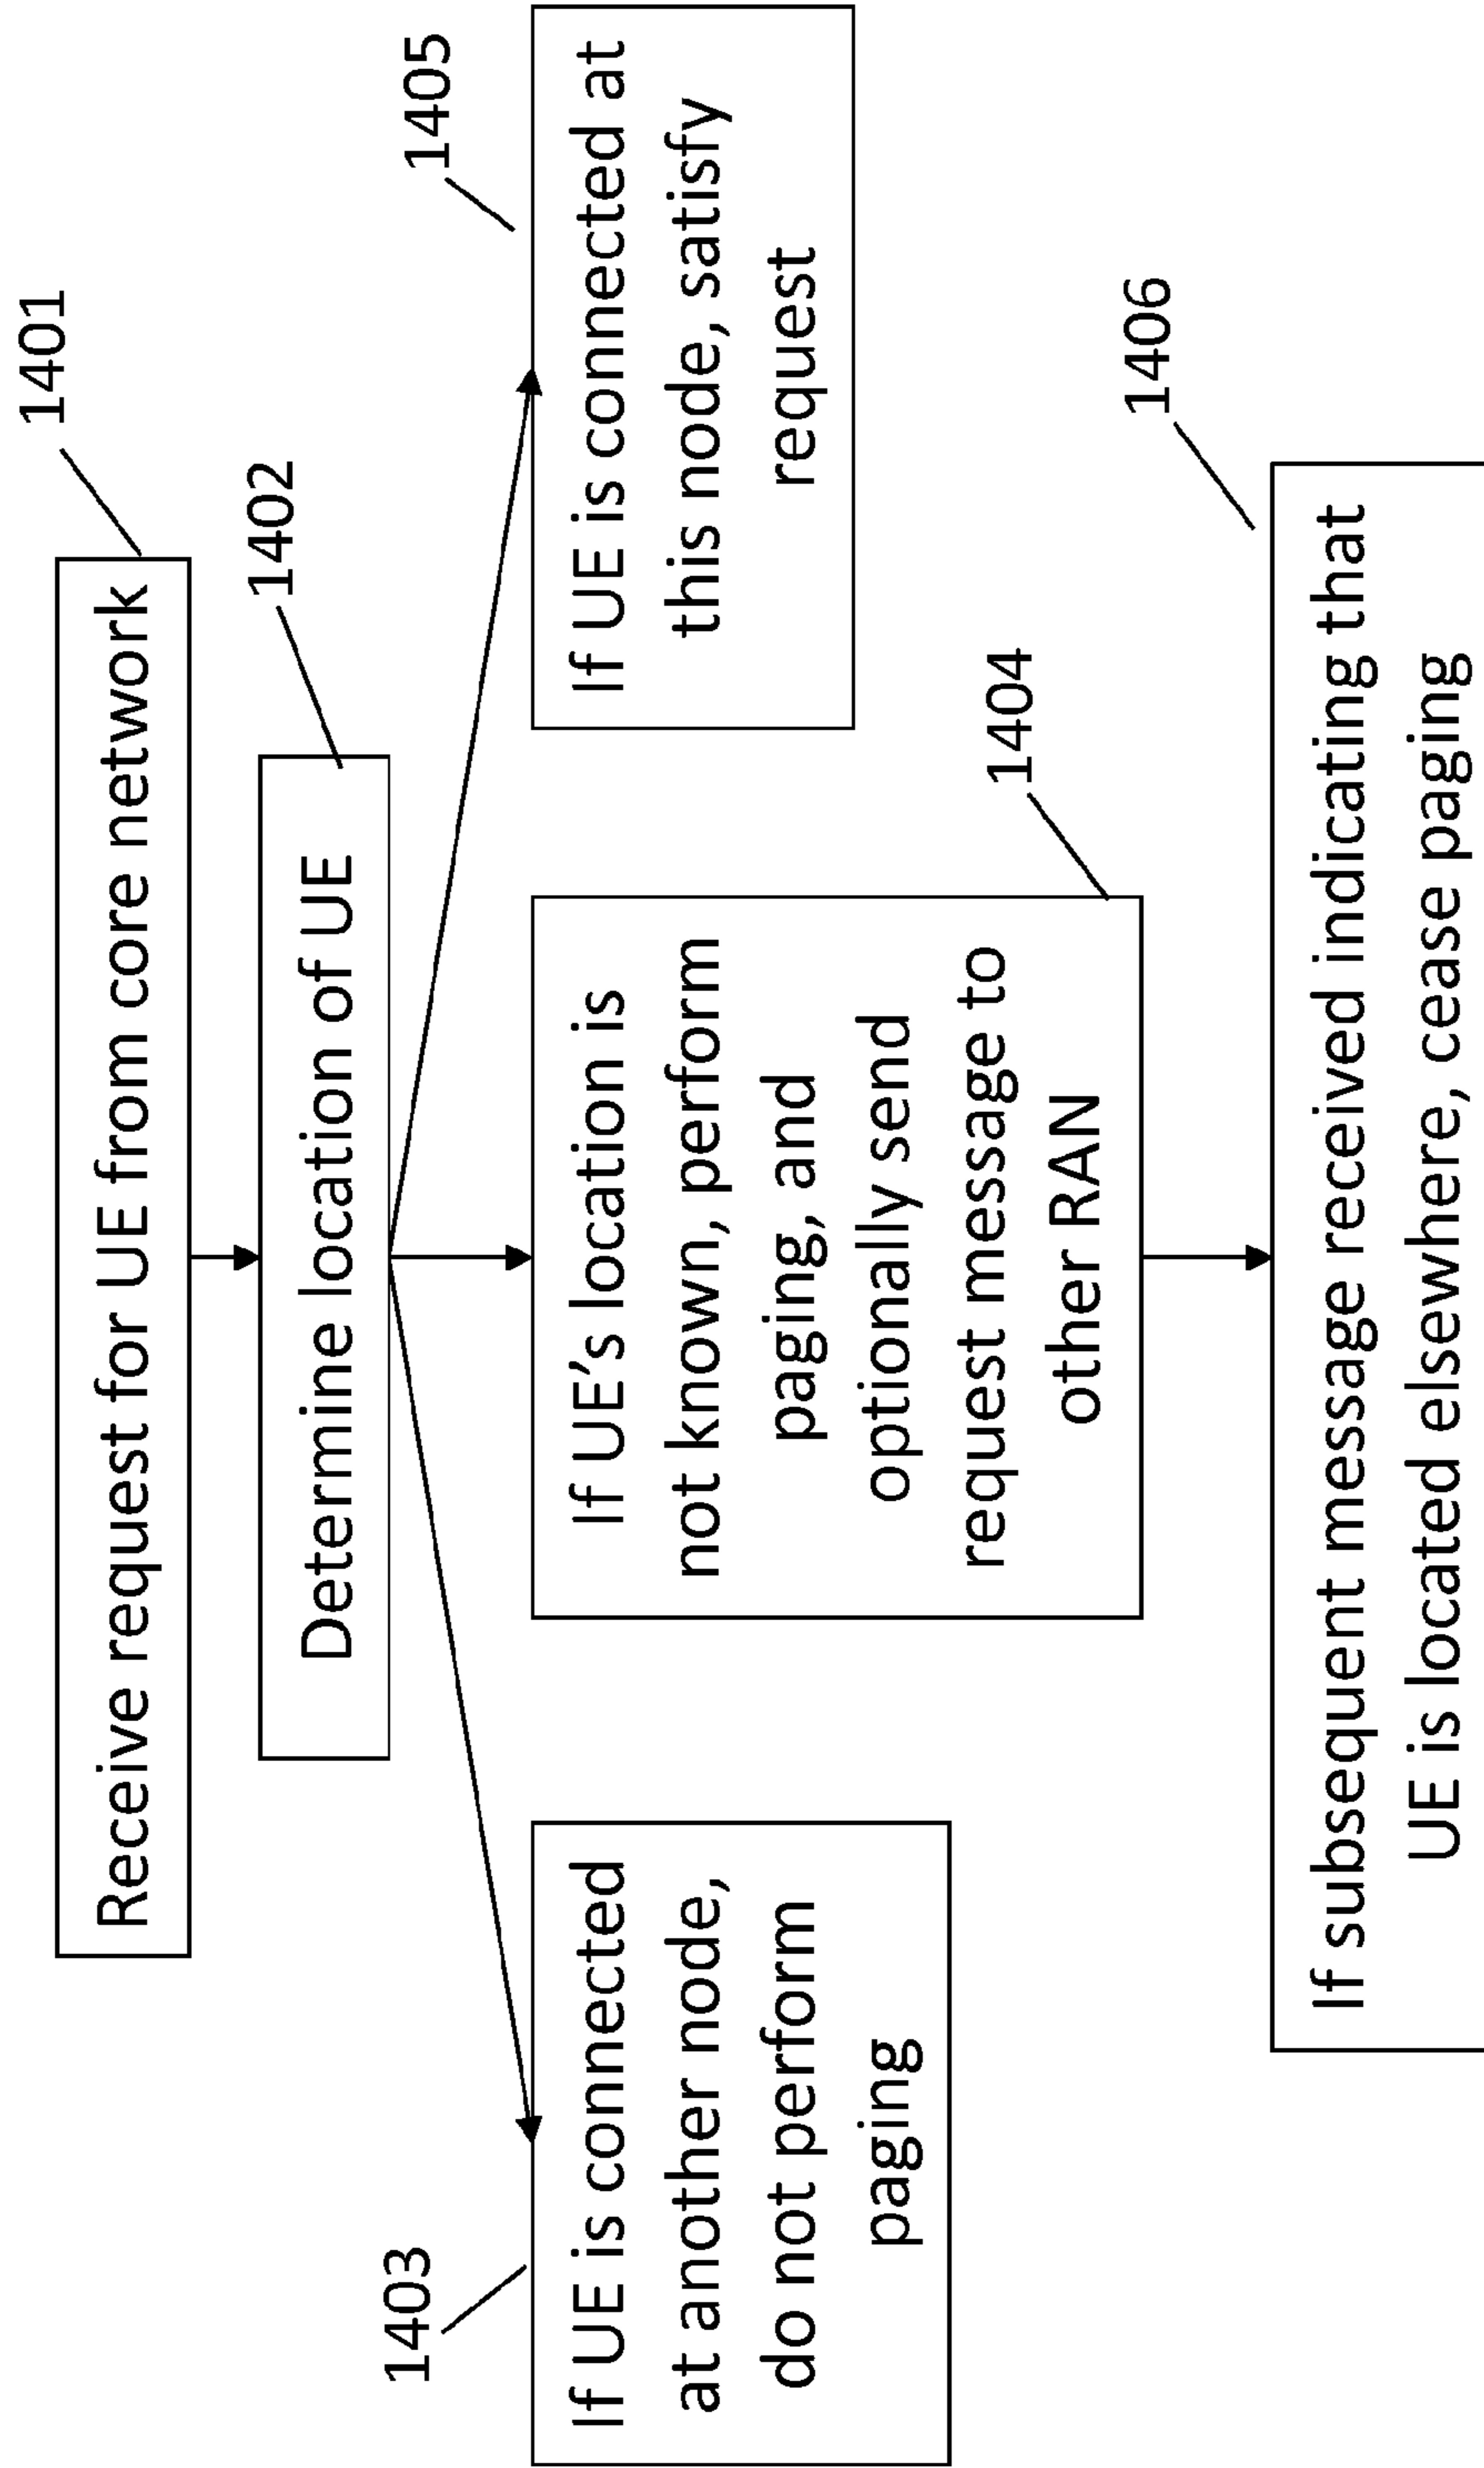 1401
Receive request for UE from core network
1402
Determine location of UE
1403
If UE is connected
at another node,
do not perform
paging
If UE's location is
not known, perform
paging, and
optionally send
request message to
other RAN
1404
1405
If UE is connected at
this node, satisfy
request
1406
If subsequent message received indicating that
UE is located elsewhere, cease paging